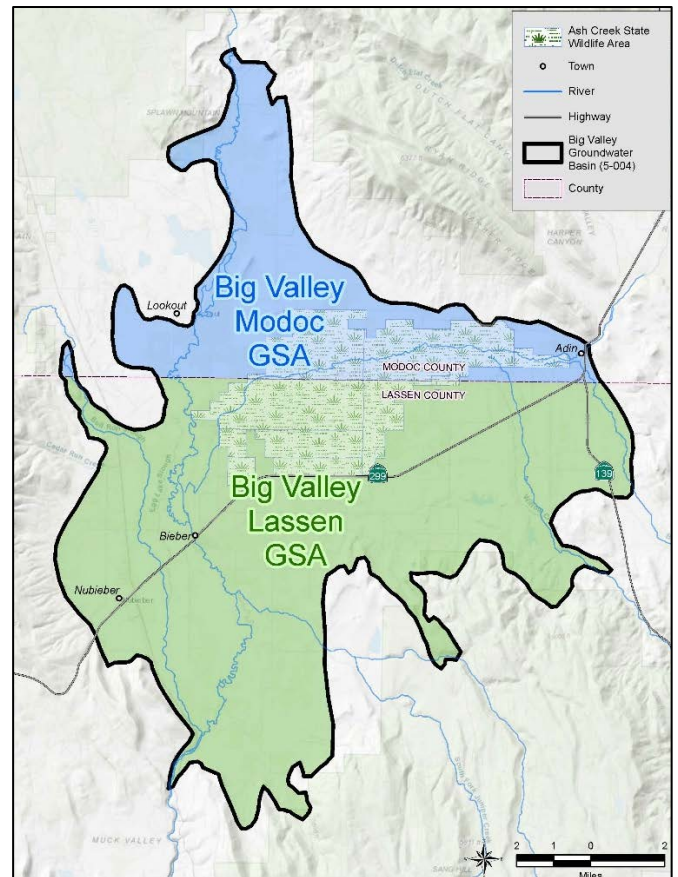 Ash Creek State
Wildlife Area
Town
River
Highway
Big Valley
Groundwater
Basin (5-004)
County
SPLAWN MOUNTAIN
HARPER
CANYON
Lookout
Big Valley
Modoc
GSA
Adin
MODOC COUNTY
LASSEN COUNTY
299
139
Big Valley
Lassen
GSA
Bieber
Nubieber
Nubieber
MUCK VALLEY
2 1 0 2
Miles